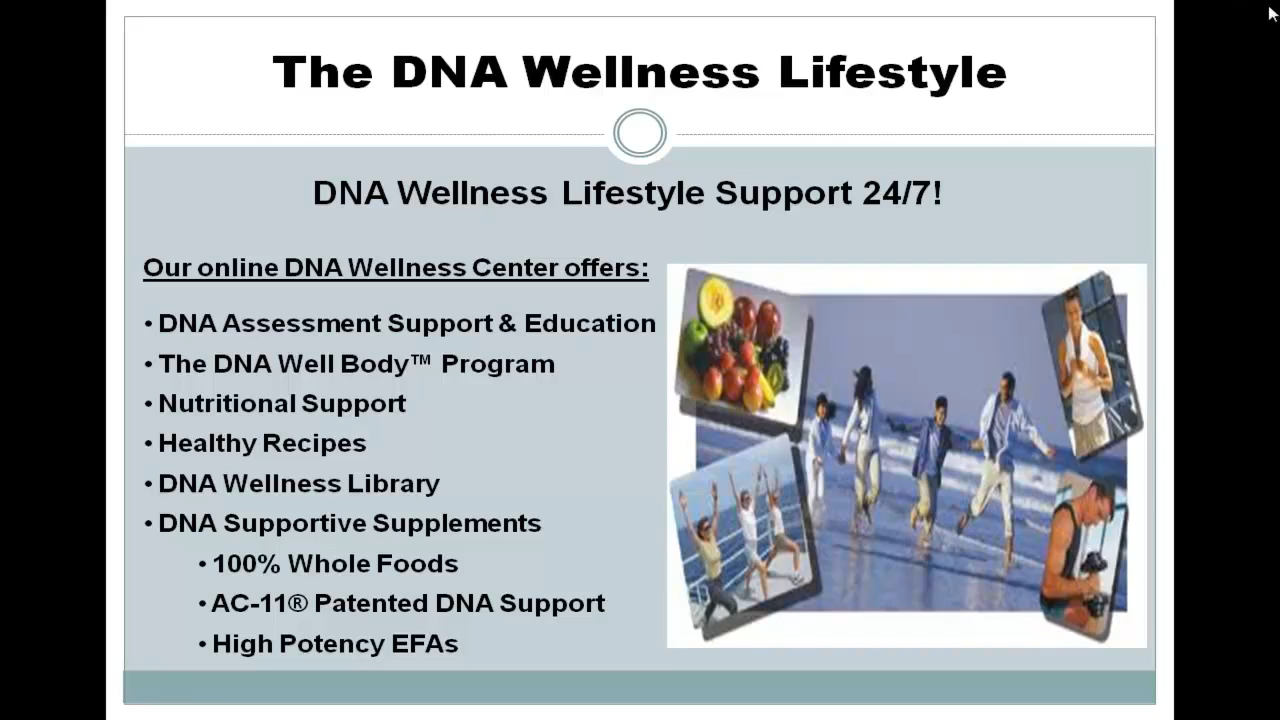 The DNA Wellness Lifestyle
DNA Wellness Lifestyle Support 24/7!
Our online DNA Wellness Center offers:
• DNA Assessment Support & Education
• The DNA Well Body™ Program
• Nutritional Support
• Healthy Recipes
• DNA Wellness Library
• DNA Supportive Supplements
• 100% Whole Foods
• AC-11® Patented DNA Support
• High Potency EFAs